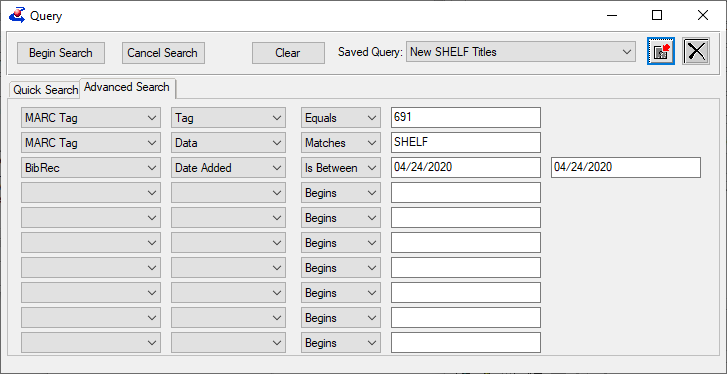 Query
Begin Search Cancel Search Clear Saved Query: New SHELF Titles
Quick Search Advanced Search
MARC Tag Tag Equals 691
MARC Tag Data Matches SHELF
BibRec Date Added Is Between 04/24/2020 04/24/2020
Begins
Begins
Begins
Begins
Begins
Begins
Begins